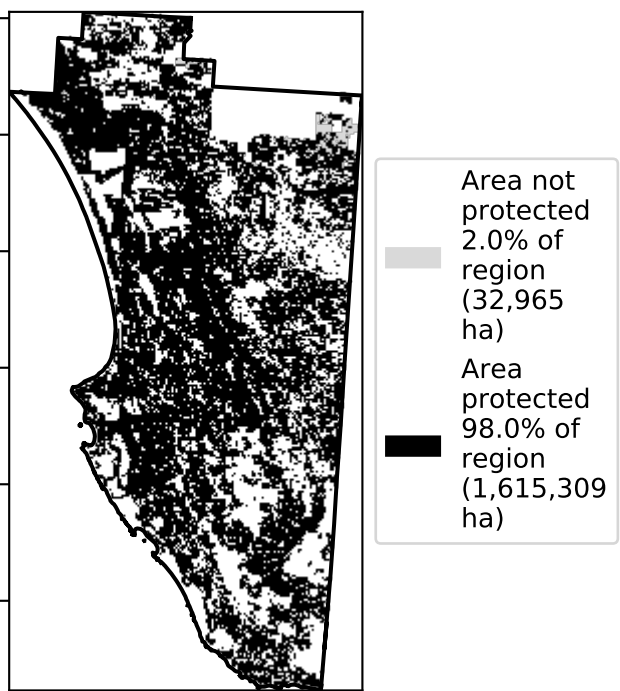 Area not
protected
2.0% of
region
(32,965
ha)
Area
protected
98.0% of
region
(1,615,309
ha)